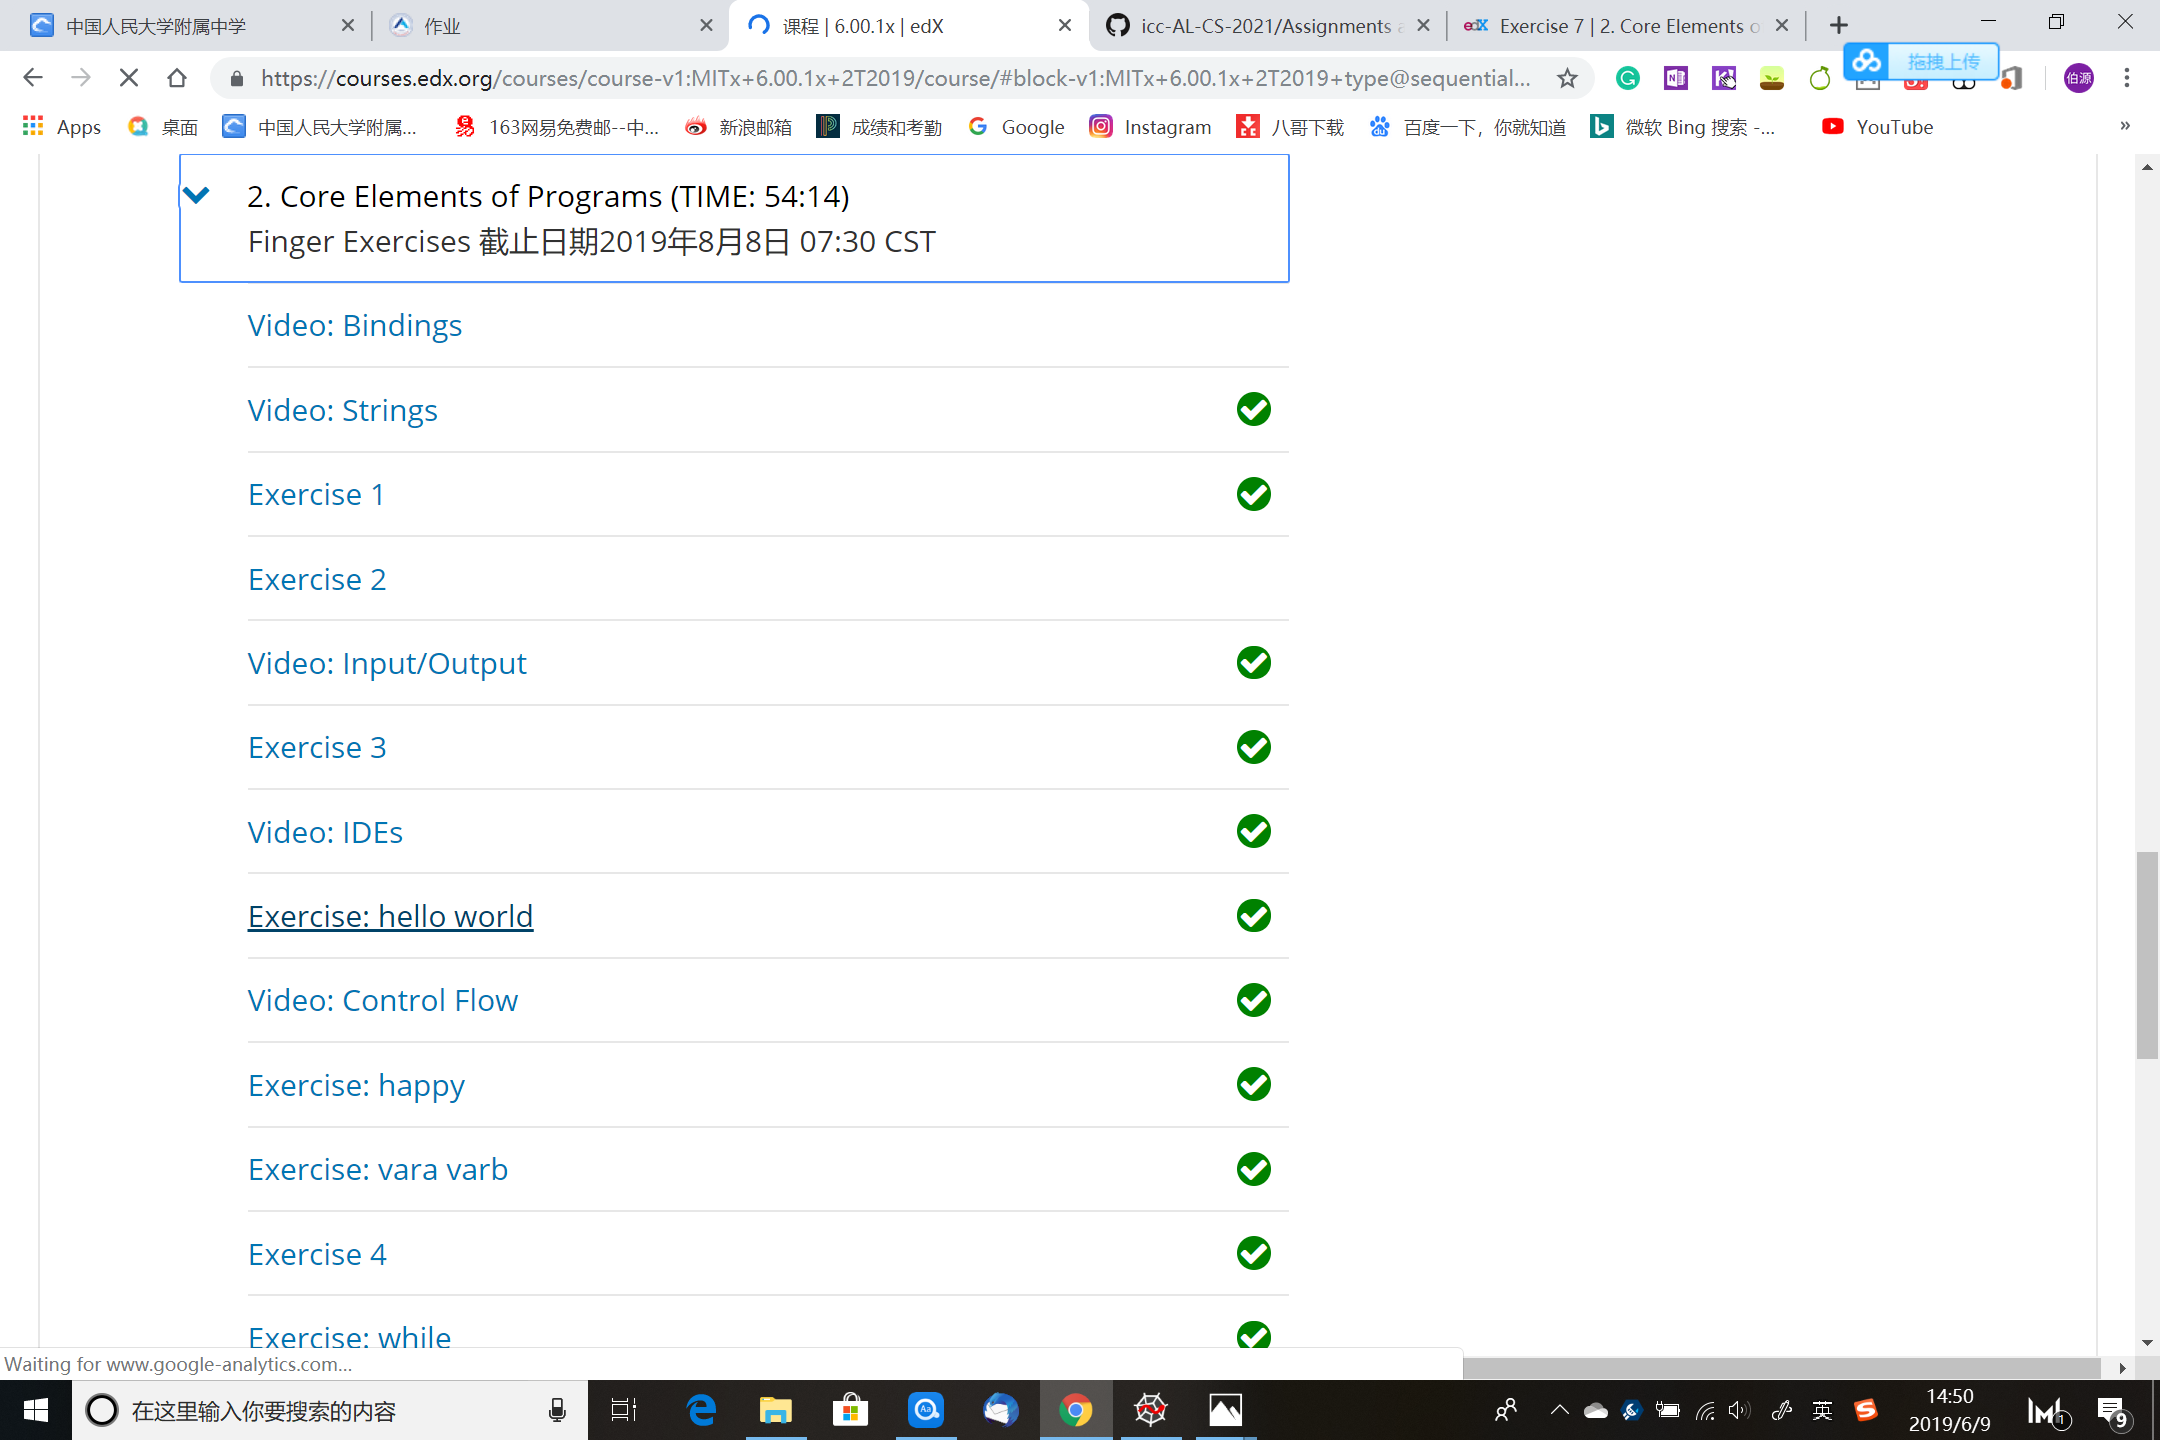 中国人民大学附属中学
作业
课程 | 6.00.1x | edX
icc-AL-CS-2021/Assignments a
edX Exercise 7 | 2. Core Elements o
https://courses.edx.org/courses/course-v1:MITx+6.00.1x+2T2019/course/#block-v1:MITx+6.00.1x+2T2019+type@sequential...
拖拽上传
伯源
Apps
桌面
中国人民大学附属...
163网易免费邮--中...
新浪邮箱
成绩和考勤
Google
Instagram
八哥下载
百度一下，你就知道
微软 Bing 搜索 -...
YouTube
»
2. Core Elements of Programs (TIME: 54:14)
Finger Exercises 截止日期2019年8月8日 07:30 CST
Video: Bindings
Video: Strings
Exercise 1
Exercise 2
Video: Input/Output
Exercise 3
Video: IDEs
Exercise: hello world
Video: Control Flow
Exercise: happy
Exercise: vara varb
Exercise 4
Exercise: while
Waiting for www.google-analytics.com...
在这里输入你要搜索的内容
英
14:50
2019/6/9
1
9